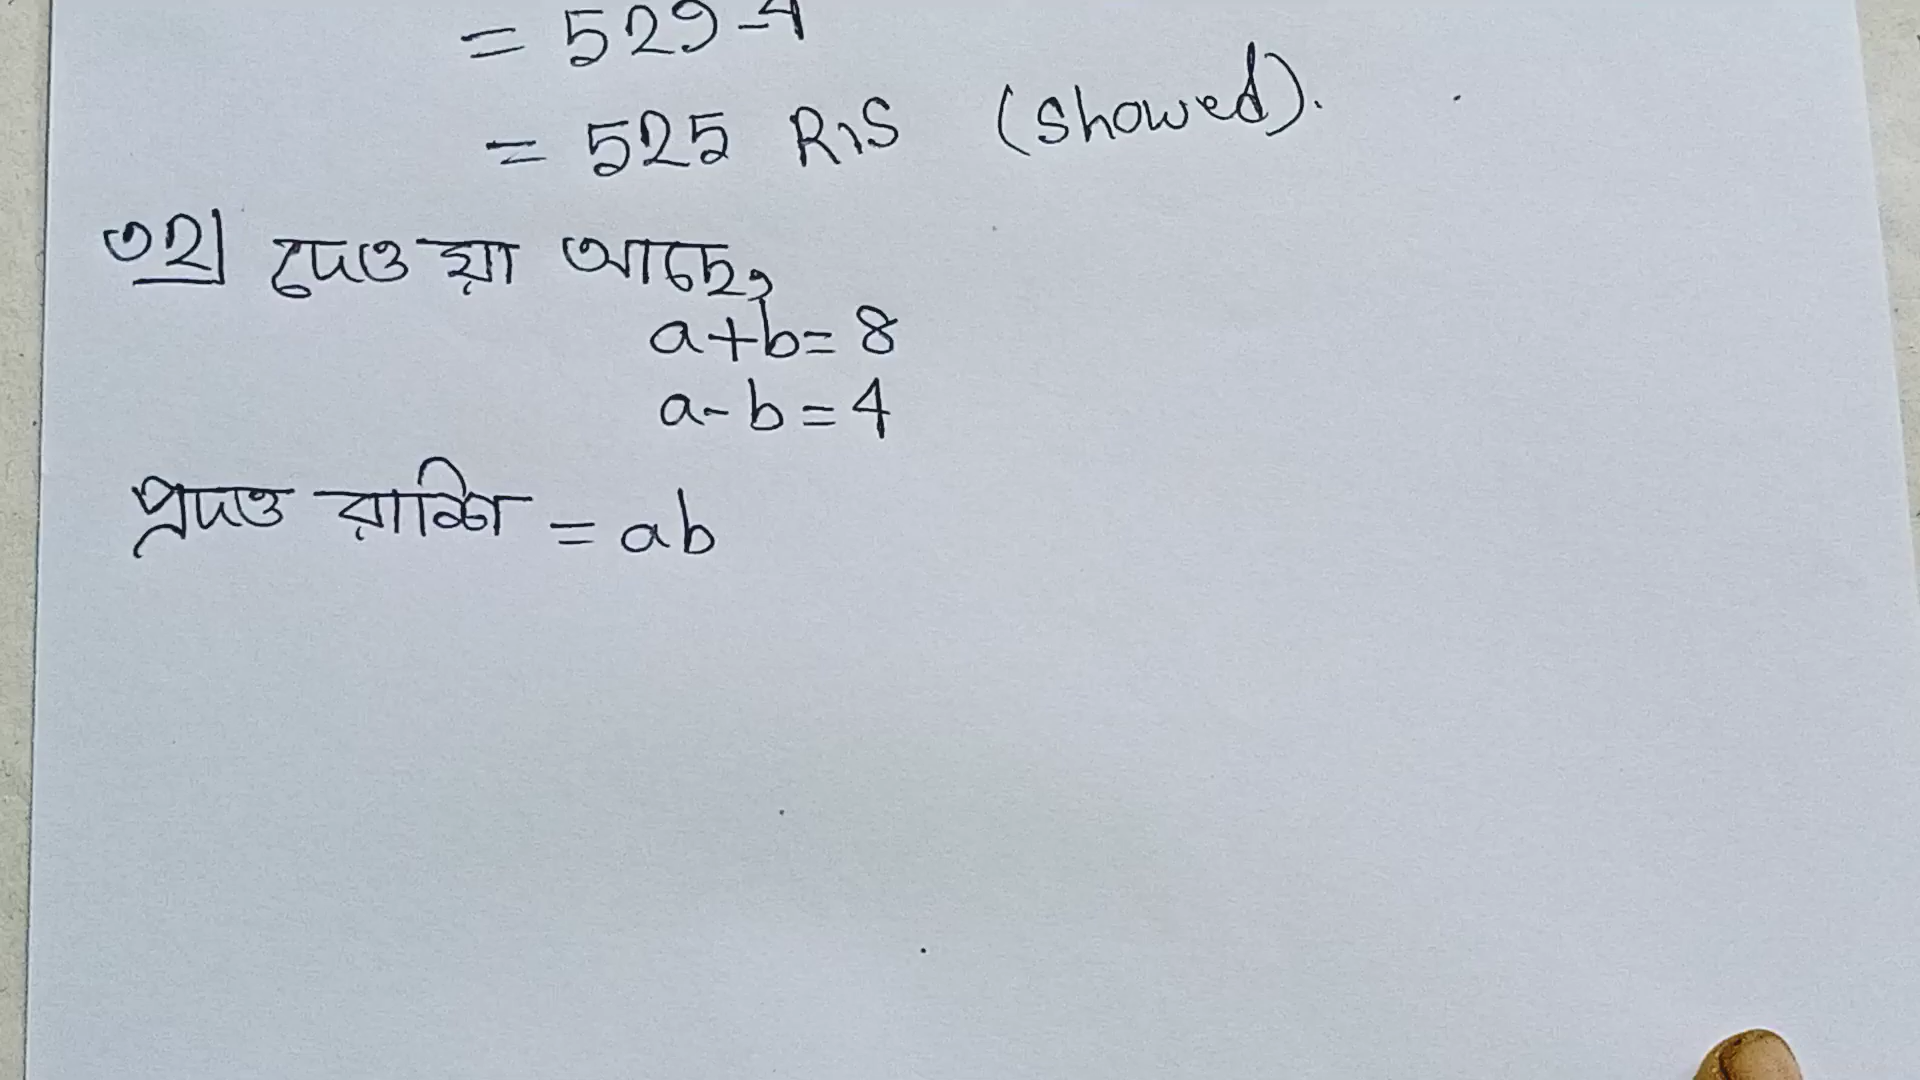 = 529-4
= 525 R.S (showed).
৩২| দেওয়া আছে,
a+b= 8
a-b=4
প্রদত্ত রাশি = ab